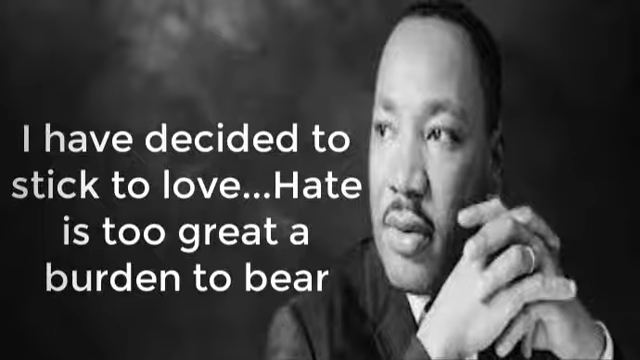 I have decided to
stick to love...Hate
is too great a
burden to bear